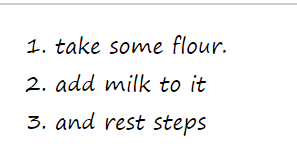 1. take some flour.
2. add milk to it
3. and rest steps